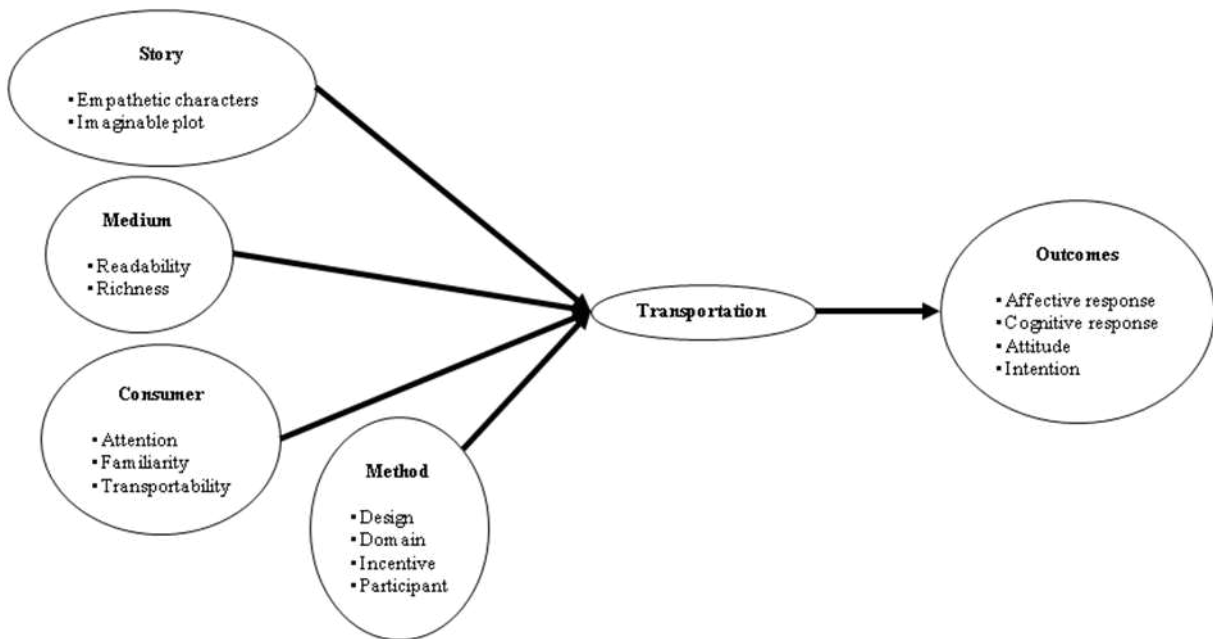 Story
▪ Empathetic characters
▪ Imaginable plot
Medium
▪ Readability
▪ Richness
Consumer
▪ Attention
▪ Familiarity
▪ Transportability
Method
▪ Design
▪ Domain
▪ Incentive
▪ Participant
Transportation
Outcomes
▪ Affective response
▪ Cognitive response
▪ Attitude
▪ Intention